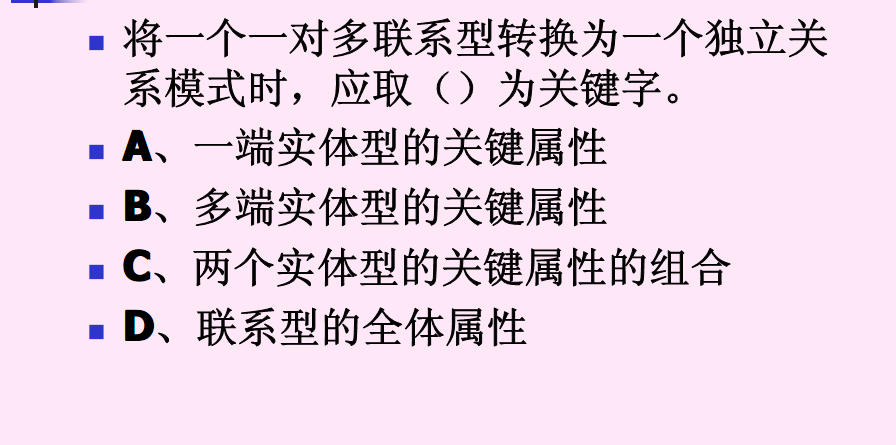 将一个一对多联系型转换为一个独立关
系模式时，应取（）为关键字。
A、一端实体型的关键属性
B、多端实体型的关键属性
C、两个实体型的关键属性的组合
D、联系型的全体属性